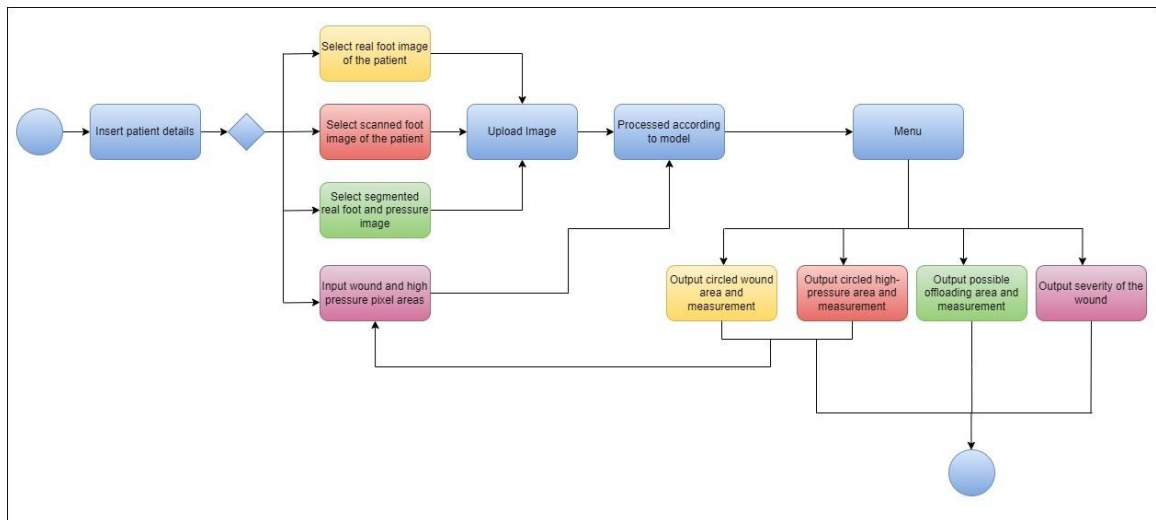 Select real foot image
of the patient
Insert patient details
Select scanned foot
image of the patient
Upload Image
Processed according
to model
Menu
Select segmented
real foot and pressure
image
Input wound and high
pressure pixel areas
Output circled wound
area and
measurement
Output circled high-
pressure area and
measurement
Output possible
offloading area and
measurement
Output severity of the
wound